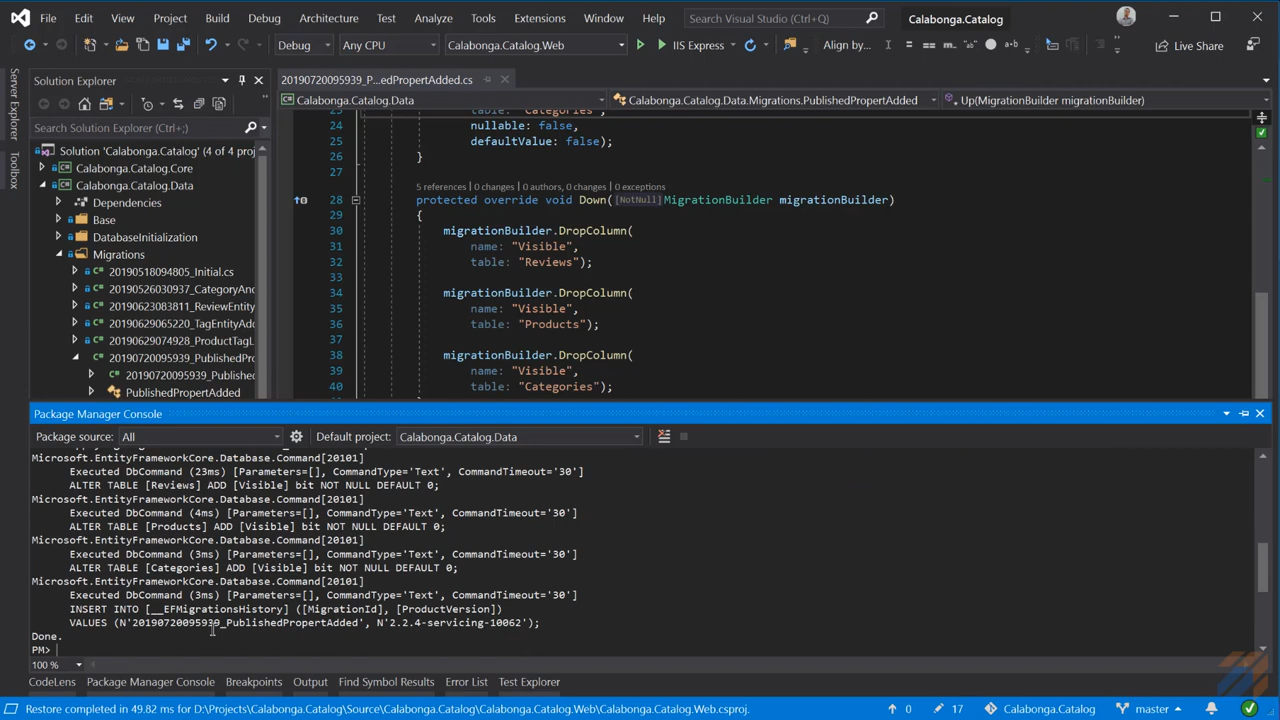 File Edit View Project Build Debug Architecture Test Analyze Tools Extensions Window Help Search Visual Studio (Ctrl+Q) Calabonga.Catalog
Debug Any CPU Calabonga.Catalog.Web IIS Express Align by... Live Share
Server Explorer
Toolbox
Solution Explorer
Search Solution Explorer (Ctrl+;)
Solution 'Calabonga.Catalog' (4 of 4 proj
Calabonga.Catalog.Core
Calabonga.Catalog.Data
Dependencies
Base
DatabaseInitialization
Migrations
20190518094805_Initial.cs
20190526030937_CategoryAn
20190623083811_ReviewEntity
20190629065220_TagEntityAd
20190629074928_ProductTagL
20190720095939_PublishedPro
20190720095939_Published
PublishedPropertAdded
20190720095939_P...edPropertAdded.cs
Calabonga.Catalog.Data Calabonga.Catalog.Data.Migrations.PublishedPropertAdded Up(MigrationBuilder migrationBuilder)
23 table: "Categories",
24 nullable: false,
25 defaultValue: false);
26 }
27
5 references | 0 changes | 0 authors, 0 changes | 0 exceptions
28 protected override void Down([NotNull]MigrationBuilder migrationBuilder)
29 {
30 migrationBuilder.DropColumn(
31 name: "Visible",
32 table: "Reviews");
33
34 migrationBuilder.DropColumn(
35 name: "Visible",
36 table: "Products");
37
38 migrationBuilder.DropColumn(
39 name: "Visible",
40 table: "Categories");
Package Manager Console
Package source: All Default project: Calabonga.Catalog.Data
Microsoft.EntityFrameworkCore.Database.Command[20101]
Executed DbCommand (23ms) [Parameters=[], CommandType='Text', CommandTimeout='30']
ALTER TABLE [Reviews] ADD [Visible] bit NOT NULL DEFAULT 0;
Microsoft.EntityFrameworkCore.Database.Command[20101]
Executed DbCommand (4ms) [Parameters=[], CommandType='Text', CommandTimeout='30']
ALTER TABLE [Products] ADD [Visible] bit NOT NULL DEFAULT 0;
Microsoft.EntityFrameworkCore.Database.Command[20101]
Executed DbCommand (3ms) [Parameters=[], CommandType='Text', CommandTimeout='30']
ALTER TABLE [Categories] ADD [Visible] bit NOT NULL DEFAULT 0;
Microsoft.EntityFrameworkCore.Database.Command[20101]
Executed DbCommand (3ms) [Parameters=[], CommandType='Text', CommandTimeout='30']
INSERT INTO [__EFMigrationsHistory] ([MigrationId], [ProductVersion])
VALUES (N'20190720095939_PublishedPropertAdded', N'2.2.4-servicing-10062');
Done.
PM>
100 %
CodeLens Package Manager Console Breakpoints Output Find Symbol Results Error List Test Explorer
Restore completed in 49.82 ms for D:\Projects\Calabonga.Catalog\Source\Calabonga.Catalog\Calabonga.Catalog.Web\Calabonga.Catalog.Web.csproj. 0 17 Calabonga.Catalog master